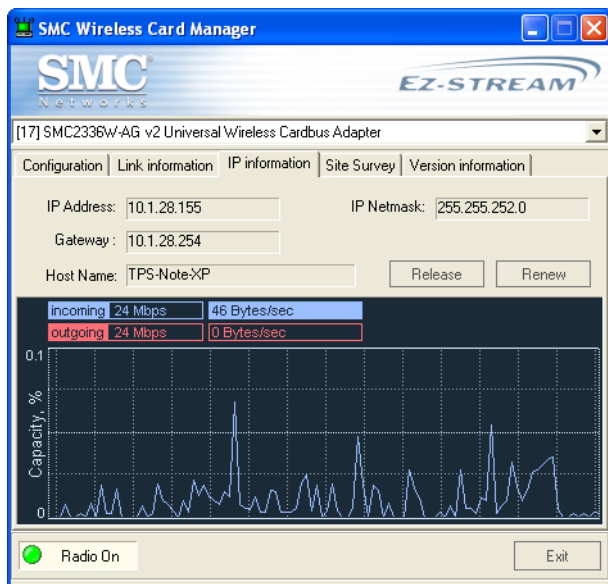 SMC Wireless Card Manager
SMC
Networks
EZ-STREAM
[17] SMC2336W-AG v2 Universal Wireless Cardbus Adapter
Configuration Link information IP information Site Survey Version information
IP Address: 10.1.28.155 IP Netmask: 255.255.252.0
Gateway : 10.1.28.254
Host Name: TPS-Note-XP Release Renew
incoming 24 Mbps 46 Bytes/sec
outgoing 24 Mbps 0 Bytes/sec
0.1
Capacity, %
0
Radio On Exit